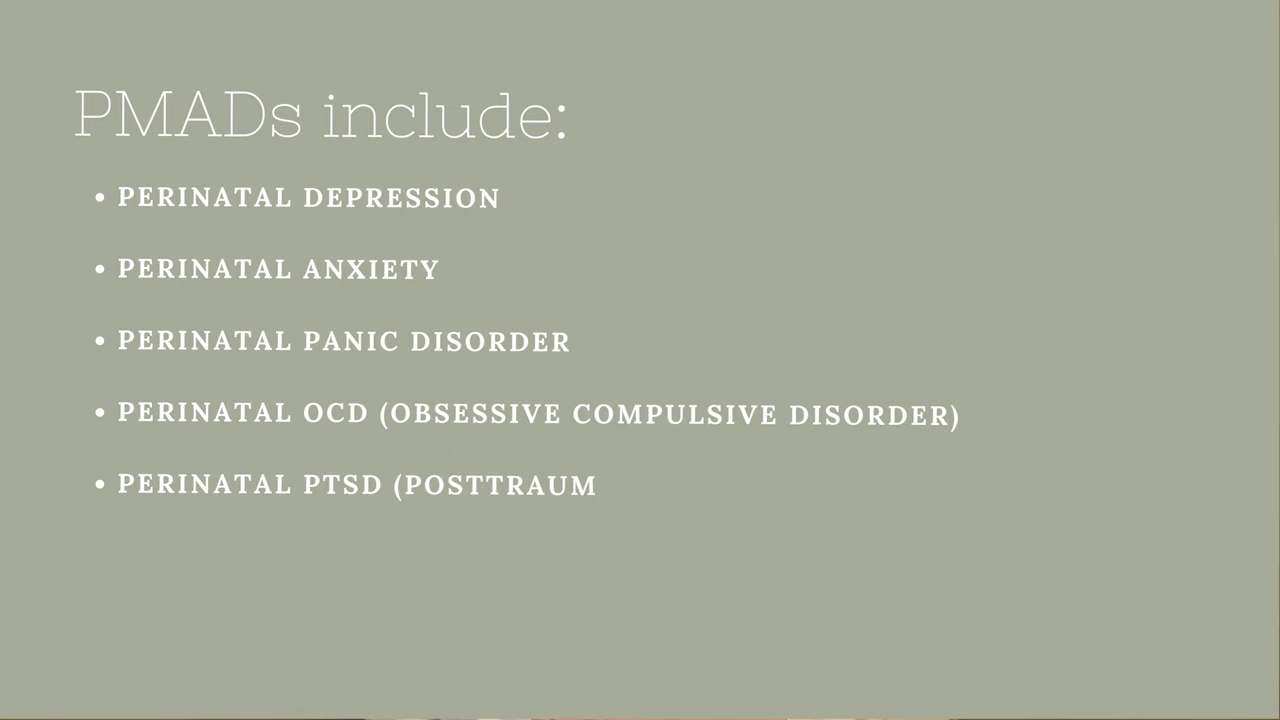 PMADs include:
• PERINATAL DEPRESSION
• PERINATAL ANXIETY
• PERINATAL PANIC DISORDER
• PERINATAL OCD (OBSESSIVE COMPULSIVE DISORDER)
• PERINATAL PTSD (POSTTRAUM